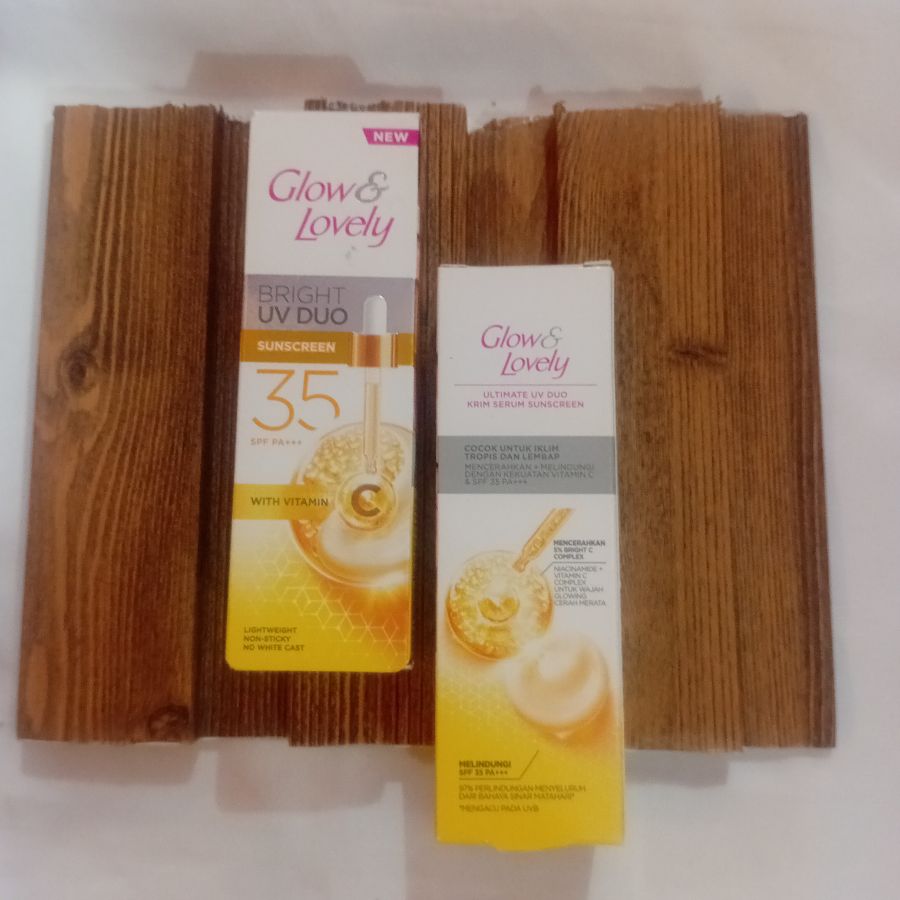 NEW
Glow &
Lovely
BRIGHT
UV DUO
SUNSCREEN
35
SPF PA+++
WITH VITAMIN C
LIGHTWEIGHT
NON-STICKY
NO WHITE CAST
Glow &
Lovely
ULTIMATE UV DUO
KRIM SERUM SUNSCREEN
COCOK UNTUK IKLIM
TROPIS DAN LEMBAP
MENCERAHKAN + MELINDUNGI
DENGAN KEKUATAN VITAMIN C
& SPF 35 PA+++
MENCERAHKAN
5% BRIGHT C
COMPLEX
NIACINAMIDE +
VITAMIN C
COMPLEX
UNTUK WAJAH
GLOWING
CERAH MERATA
MELINDUNGI
SPF 35 PA+++
97% PERLINDUNGAN MENYELURUH
DARI BAHAYA SINAR MATAHARI*
*MENGACU PADA UVB